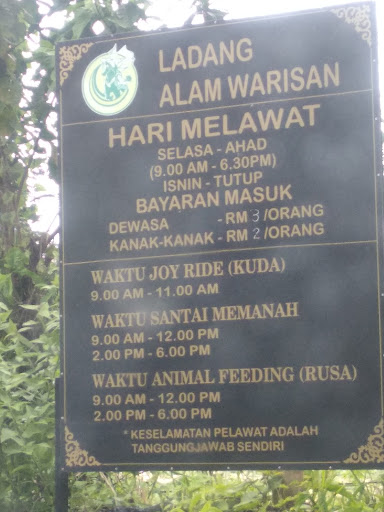 LADANG
ALAM WARISAN
HARI MELAWAT
SELASA - AHAD
(9.00 AM - 6.30PM)
ISNIN - TUTUP
BAYARAN MASUK
DEWASA - RM 3 /ORANG
KANAK-KANAK - RM 2 /ORANG
WAKTU JOY RIDE (KUDA)
9.00 AM - 11.00 AM
WAKTU SANTAI MEMANAH
9.00 AM - 12.00 PM
2.00 PM - 6.00 PM
WAKTU ANIMAL FEEDING (RUSA)
9.00 AM - 12.00 PM
2.00 PM - 6.00 PM
* KESELAMATAN PELAWAT ADALAH
TANGGUNGJAWAB SENDIRI